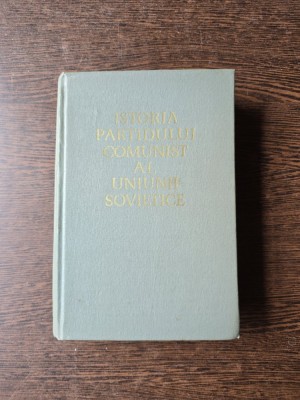 ISTORIA
PARTIDULUI
COMUNIST
AL
UNIUNII
SOVIETICE